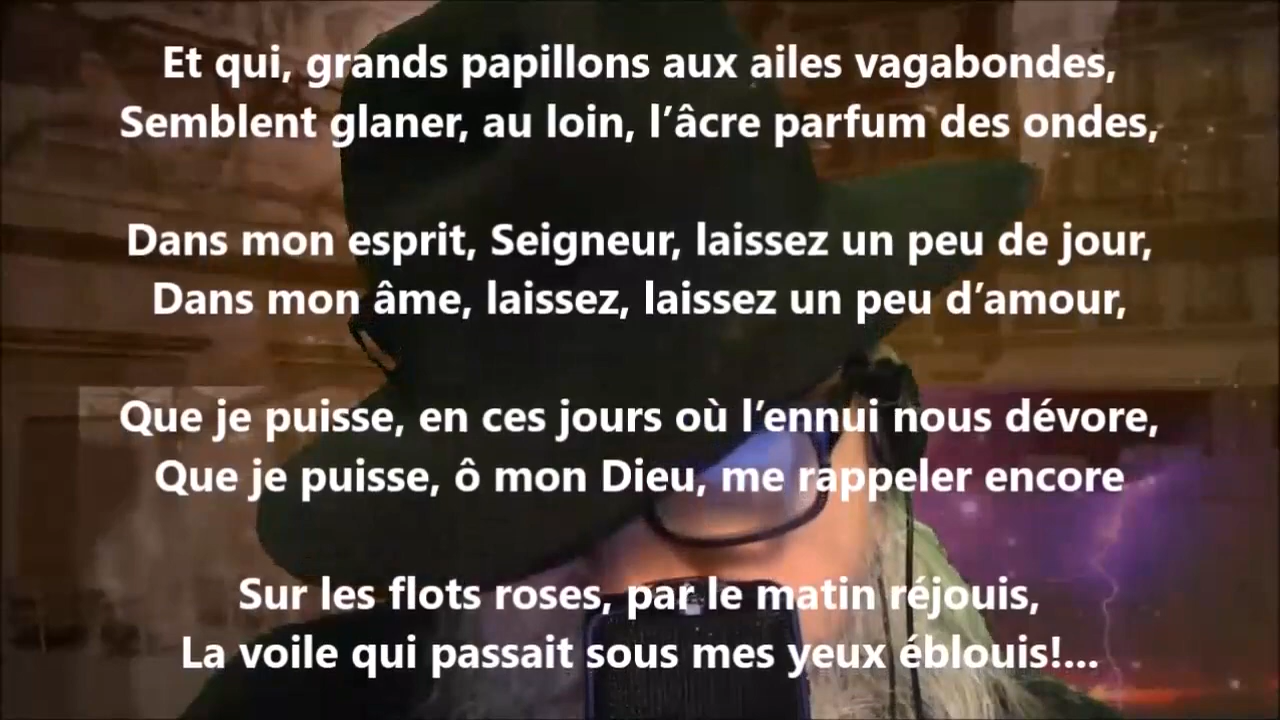 Et qui, grands papillons aux ailes vagabondes,
Semblent glaner, au loin, l’âcre parfum des ondes,
Dans mon esprit, Seigneur, laissez un peu de jour,
Dans mon âme, laissez, laissez un peu d’amour,
Que je puisse, en ces jours où l’ennui nous dévore,
Que je puisse, ô mon Dieu, me rappeler encore
Sur les flots roses, par le matin réjouis,
La voile qui passait sous mes yeux éblouis!...